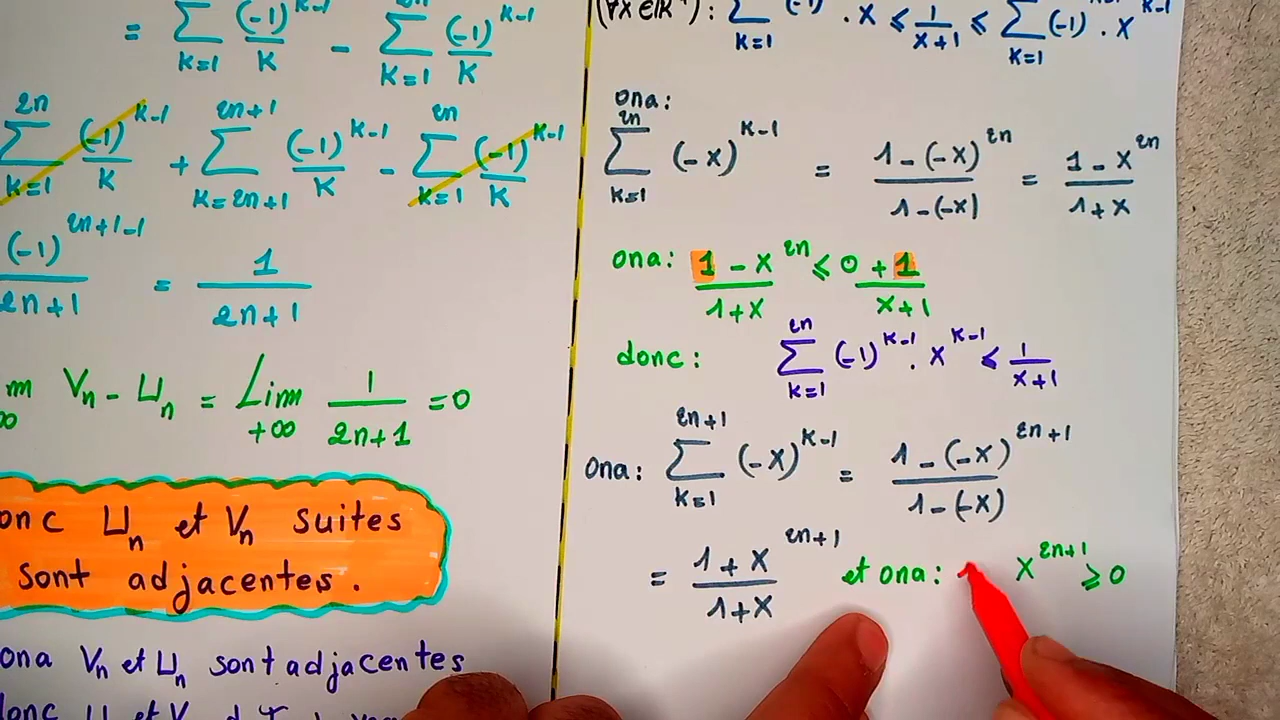 = ∑_{k=1} (-1)^{k-1}/k - ∑_{k=1}^{2n} (-1)^{k-1}/k
∑_{k=1}^{2n} (-1)^{k-1}/k + ∑_{k=2n+1}^{2n+1} (-1)^{k-1}/k - ∑_{k=1}^{2n} (-1)^{k-1}/k
(-1)^{2n+1-1}/2n+1 = 1/2n+1
V_n - U_n = Lim_{+∞} 1/2n+1 = 0
U_n et V_n suites
sont adjacentes.
ona V_n et U_n sont adjacentes
(∀x∈ℝ⁺): ∑_{k=1} (-1) . x ≤ 1/x+1 ≤ ∑_{k=1} (-1) . x^{k-1}
ona:
∑_{k=1}^{2n} (-x)^{k-1} = 1-(-x)^{2n}/1-(-x) = 1-x^{2n}/1+x
ona: 1-x^{2n}/1+x ≤ 0+1/x+1
donc: ∑_{k=1}^{2n} (-1)^{k-1} . x^{k-1} ≤ 1/x+1
ona: ∑_{k=1}^{2n+1} (-x)^{k-1} = 1-(-x)^{2n+1}/1-(-x)
= 1+x^{2n+1}/1+x et ona: 1 x^{2n+1} ≥ 0